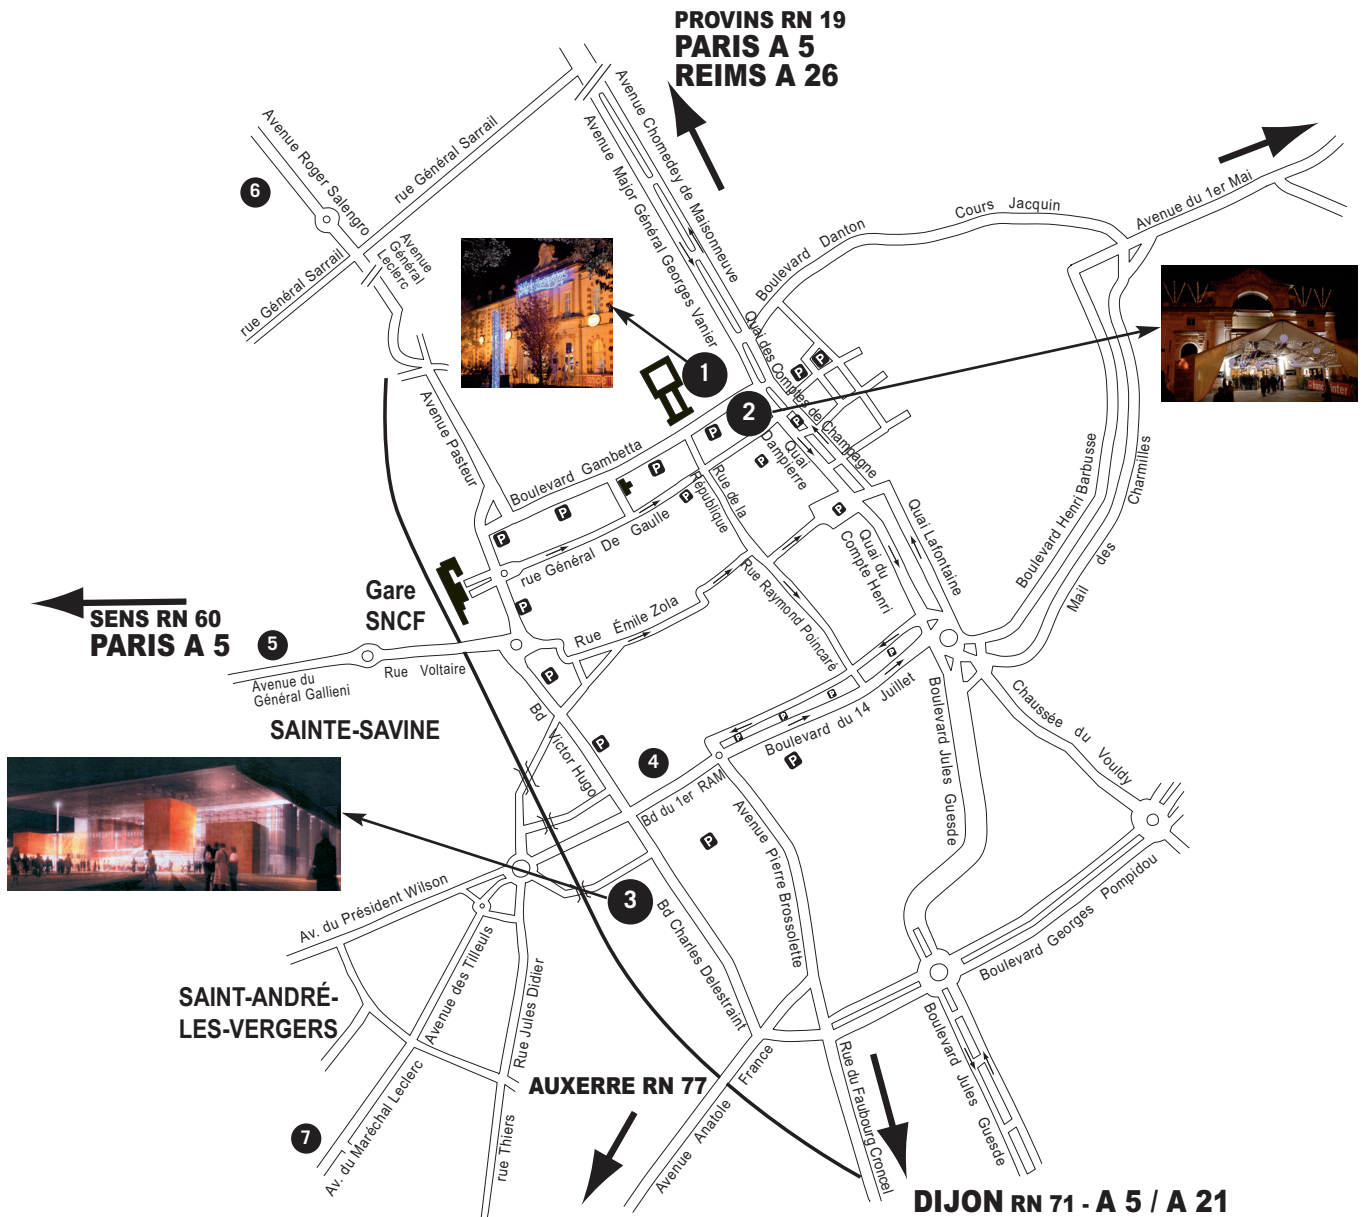 PROVINS RN 19
PARIS A 5
REIMS A 26
Avenue Chomedey de Maisonneuve
Avenue Major Général Georges Vanier
rue Général Sarrail
Avenue Roger Salengro
6
Avenue
Général
Leclerc
rue Général Sarrail
Boulevard Danton
Cours Jacquin
Avenue du 1er Mai
1
2
Quai des Comptes de Champagne
P
P
P
P
P
P
P
P
P
Avenue Pasteur
Boulevard Gambetta
Quai
Dampierre
Rue de la
République
rue Général De Gaulle
P
P
Quai Lafontaine
Quai du
Compte Henri
Boulevard Henri Barbusse
Mail des Charmilles
Gare
SNCF
SENS RN 60
PARIS A 5
5
Avenue du
Général Gallieni
Rue Voltaire
P
Rue Émile Zola
Rue Raymond Poincaré
SAINTE-SAVINE
P
Bd Victor Hugo
P
4
P
P
P
P
P
Boulevard du 14 Juillet
Boulevard Jules Guesde
Chaussée du Vouldy
Bd du 1er RAM
P
Avenue Pierre Brossolette
3
Av. du Président Wilson
Bd Charles Delestraint
Boulevard Georges Pompidou
SAINT-ANDRÉ-
LES-VERGERS
Avenue des Tilleuls
Rue Jules Didier
7
Av. du Maréchal Leclerc
rue Thiers
AUXERRE RN 77
Avenue Anatole France
Rue du Faubourg Croncel
Boulevard Jules Guesde
DIJON RN 71 - A 5 / A 21